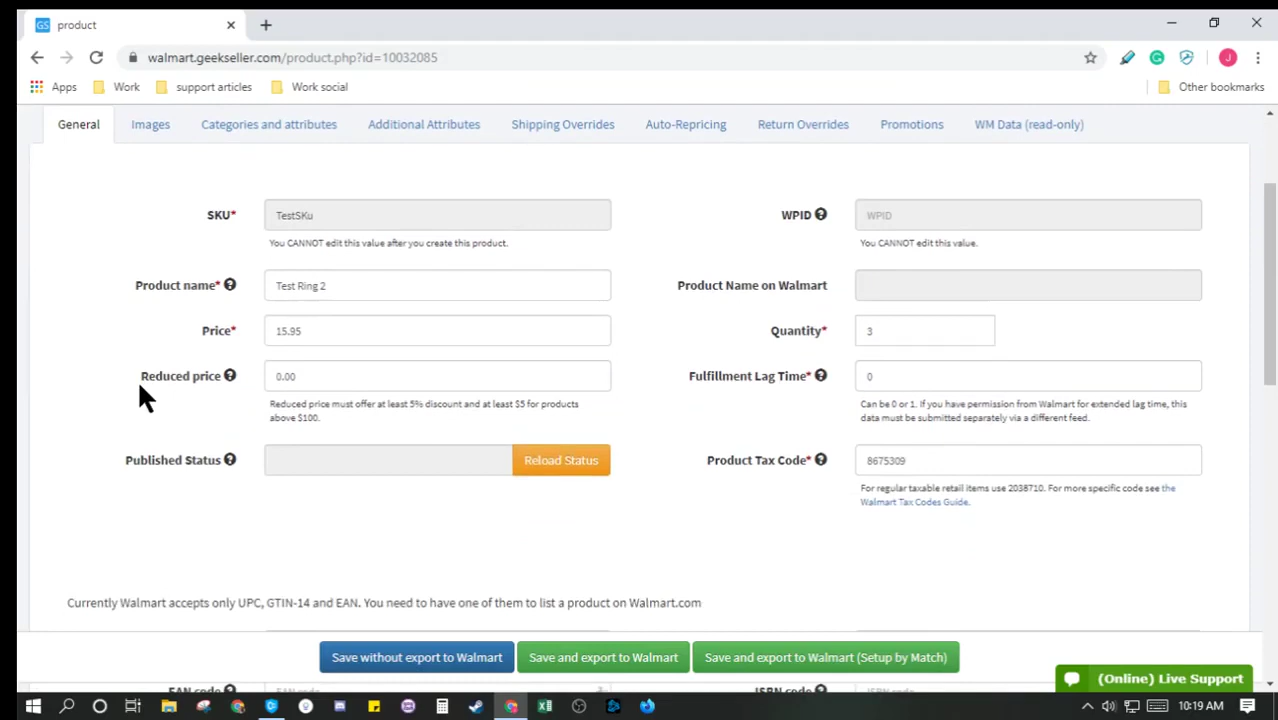 GS product
walmart.geekseller.com/product.php?id=10032085
J
Apps Work support articles Work social Other bookmarks
General Images Categories and attributes Additional Attributes Shipping Overrides Auto-Repricing Return Overrides Promotions WM Data (read-only)
SKU* TestSKu WPID WPID
You CANNOT edit this value after you create this product. You CANNOT edit this value.
Product name* Test Ring 2 Product Name on Walmart
Price* 15.95 Quantity* 3
Reduced price 0.00 Fulfillment Lag Time* 0
Reduced price must offer at least 5% discount and at least $5 for products Can be 0 or 1. If you have permission from Walmart for extended lag time, this
above $100. data must be submitted separately via a different feed.
Published Status Reload Status Product Tax Code* 8675309
For regular taxable retail items use 2038710. For more specific code see the
Walmart Tax Codes Guide.
Currently Walmart accepts only UPC, GTIN-14 and EAN. You need to have one of them to list a product on Walmart.com
Save without export to Walmart Save and export to Walmart Save and export to Walmart (Setup by Match)
(Online) Live Support
EAN code EAN code ISBN code ISBN code
10:19 AM